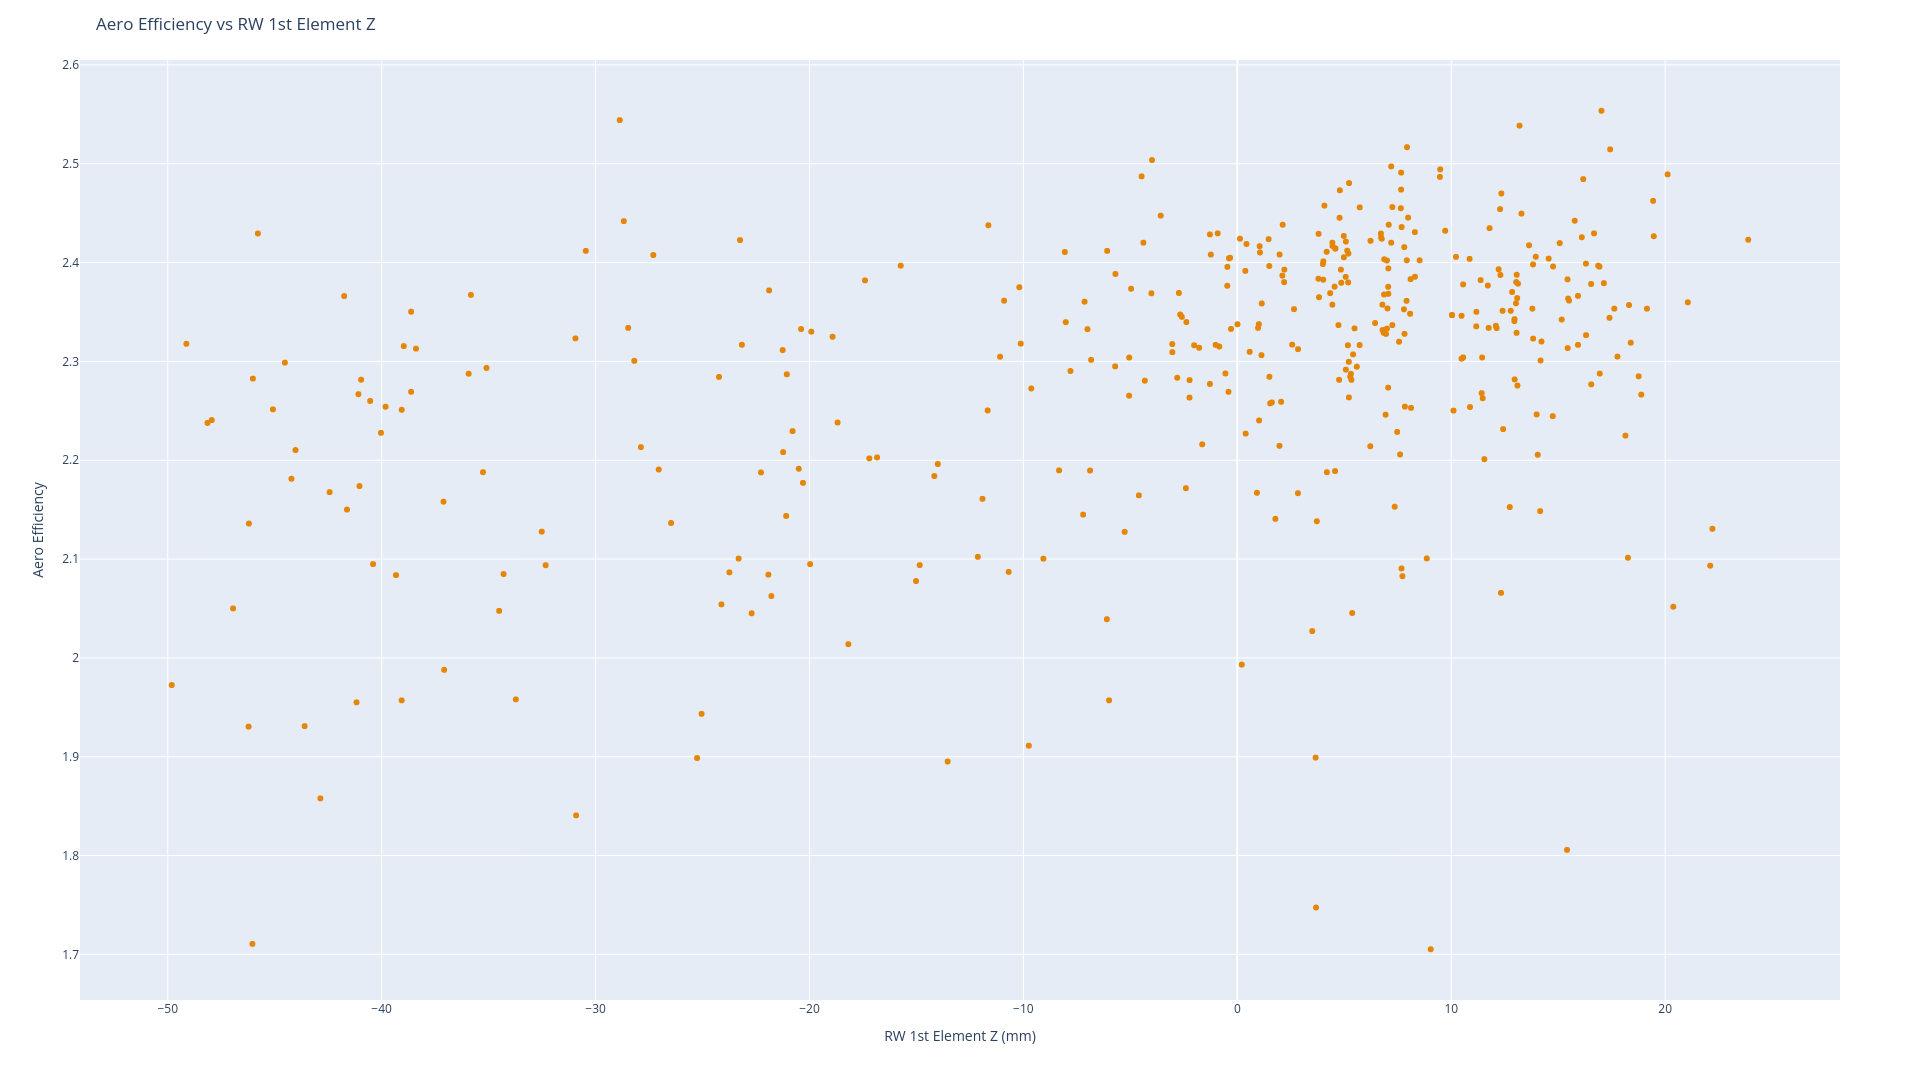 Aero Efficiency vs RW 1st Element Z
2.6
2.5
2.4
2.3
2.2
2.1
2
1.9
1.8
1.7
Aero Efficiency
−50 −40 −30 −20 −10 0 10 20
RW 1st Element Z (mm)